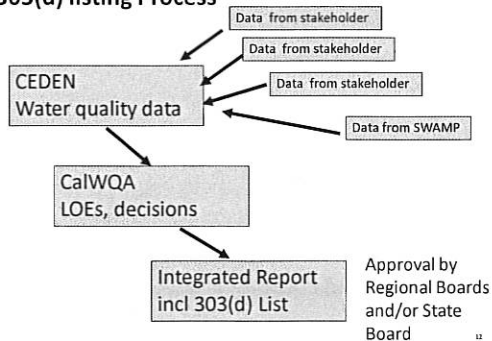 303(d) listing Process
Data from stakeholder
Data from stakeholder
Data from stakeholder
Data from SWAMP
CEDEN
Water quality data
CalWQA
LOEs, decisions
Integrated Report
incl 303(d) List
Approval by
Regional Boards
and/or State
Board
12